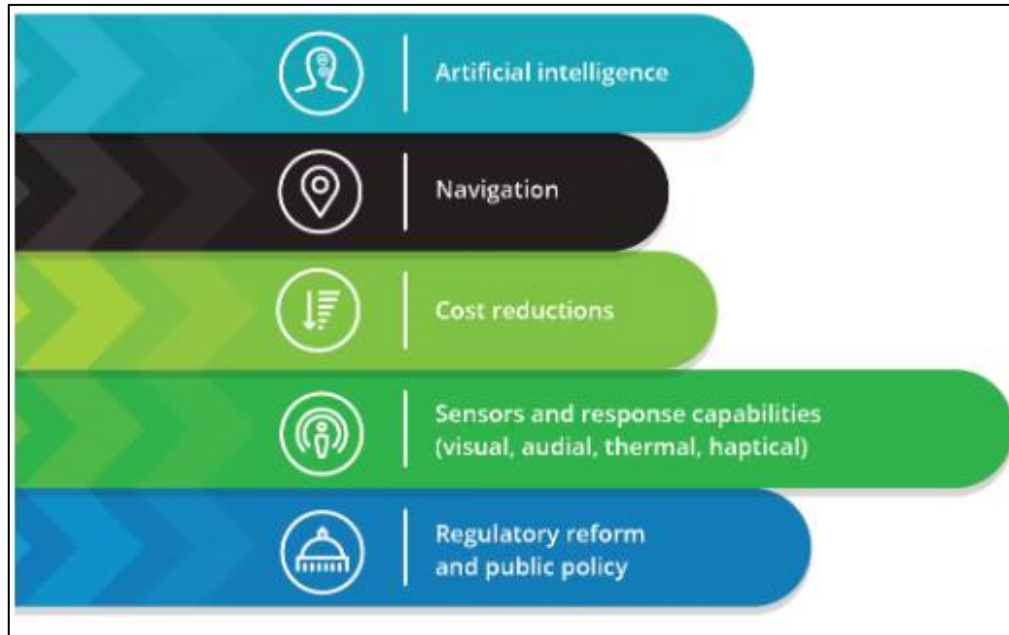 Artificial intelligence
Navigation
Cost reductions
Sensors and response capabilities
(visual, audial, thermal, haptical)
Regulatory reform
and public policy